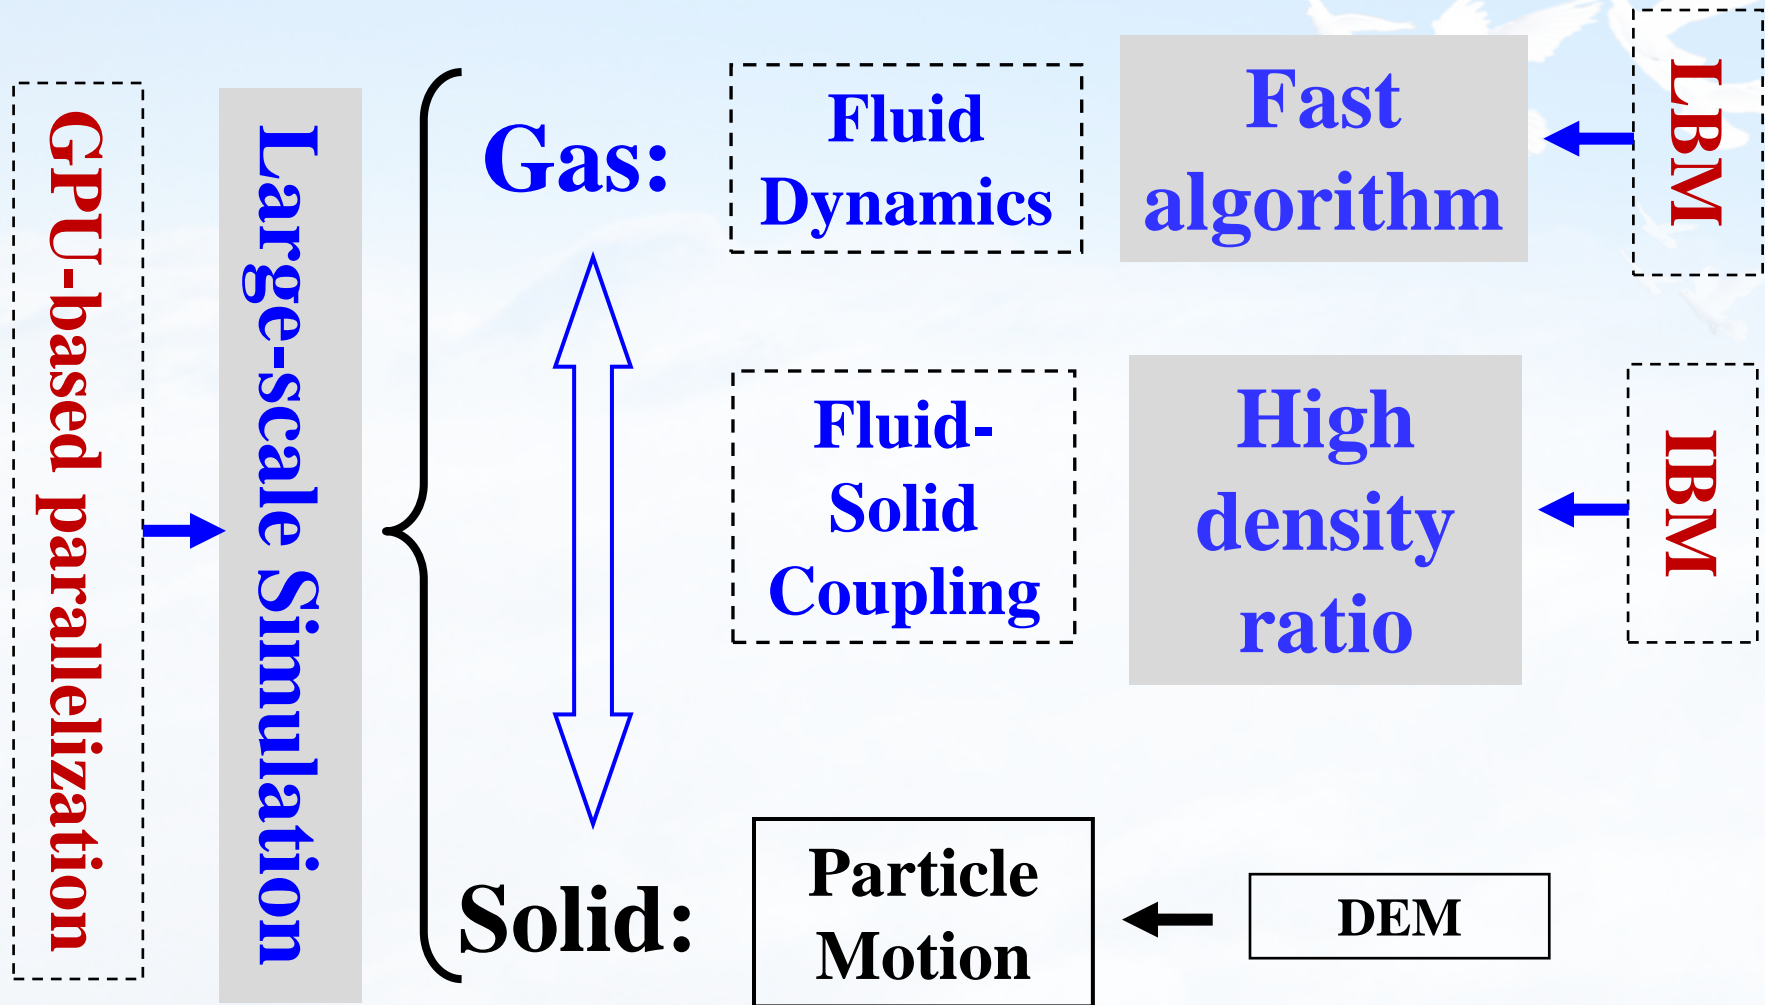 GPU-based parallelization
Large-scale Simulation
Gas:
Fluid
Dynamics
Fast
algorithm
LBM
Fluid-
Solid
Coupling
High
density
ratio
IBM
Solid:
Particle
Motion
DEM